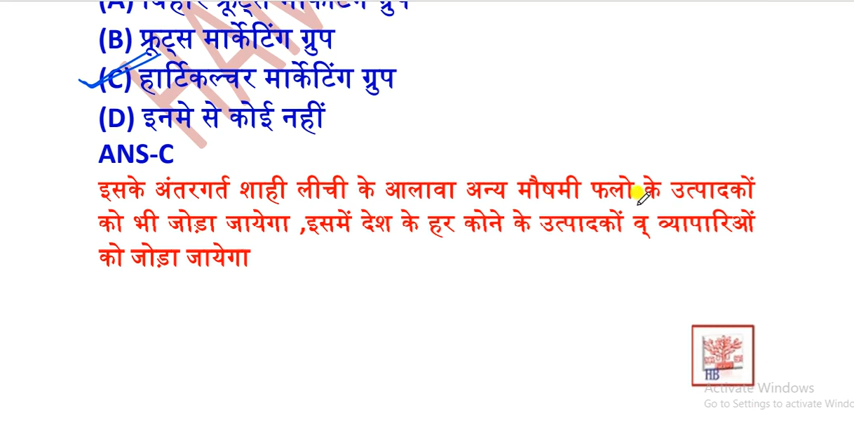 (A) बिहार फ्रूट्स मार्केटिंग ग्रुप
(B) फ्रूट्स मार्केटिंग ग्रुप
(C) हार्टिकल्चर मार्केटिंग ग्रुप
(D) इनमे से कोई नहीं
ANS-C
इसके अंतरगर्त शाही लीची के आलावा अन्य मौषमी फलो के उत्पादकों
को भी जोड़ा जायेगा ,इसमें देश के हर कोने के उत्पादकों व् व्यापारिओं
को जोड़ा जायेगा
HB
Activate Windows
Go to Settings to activate Windo